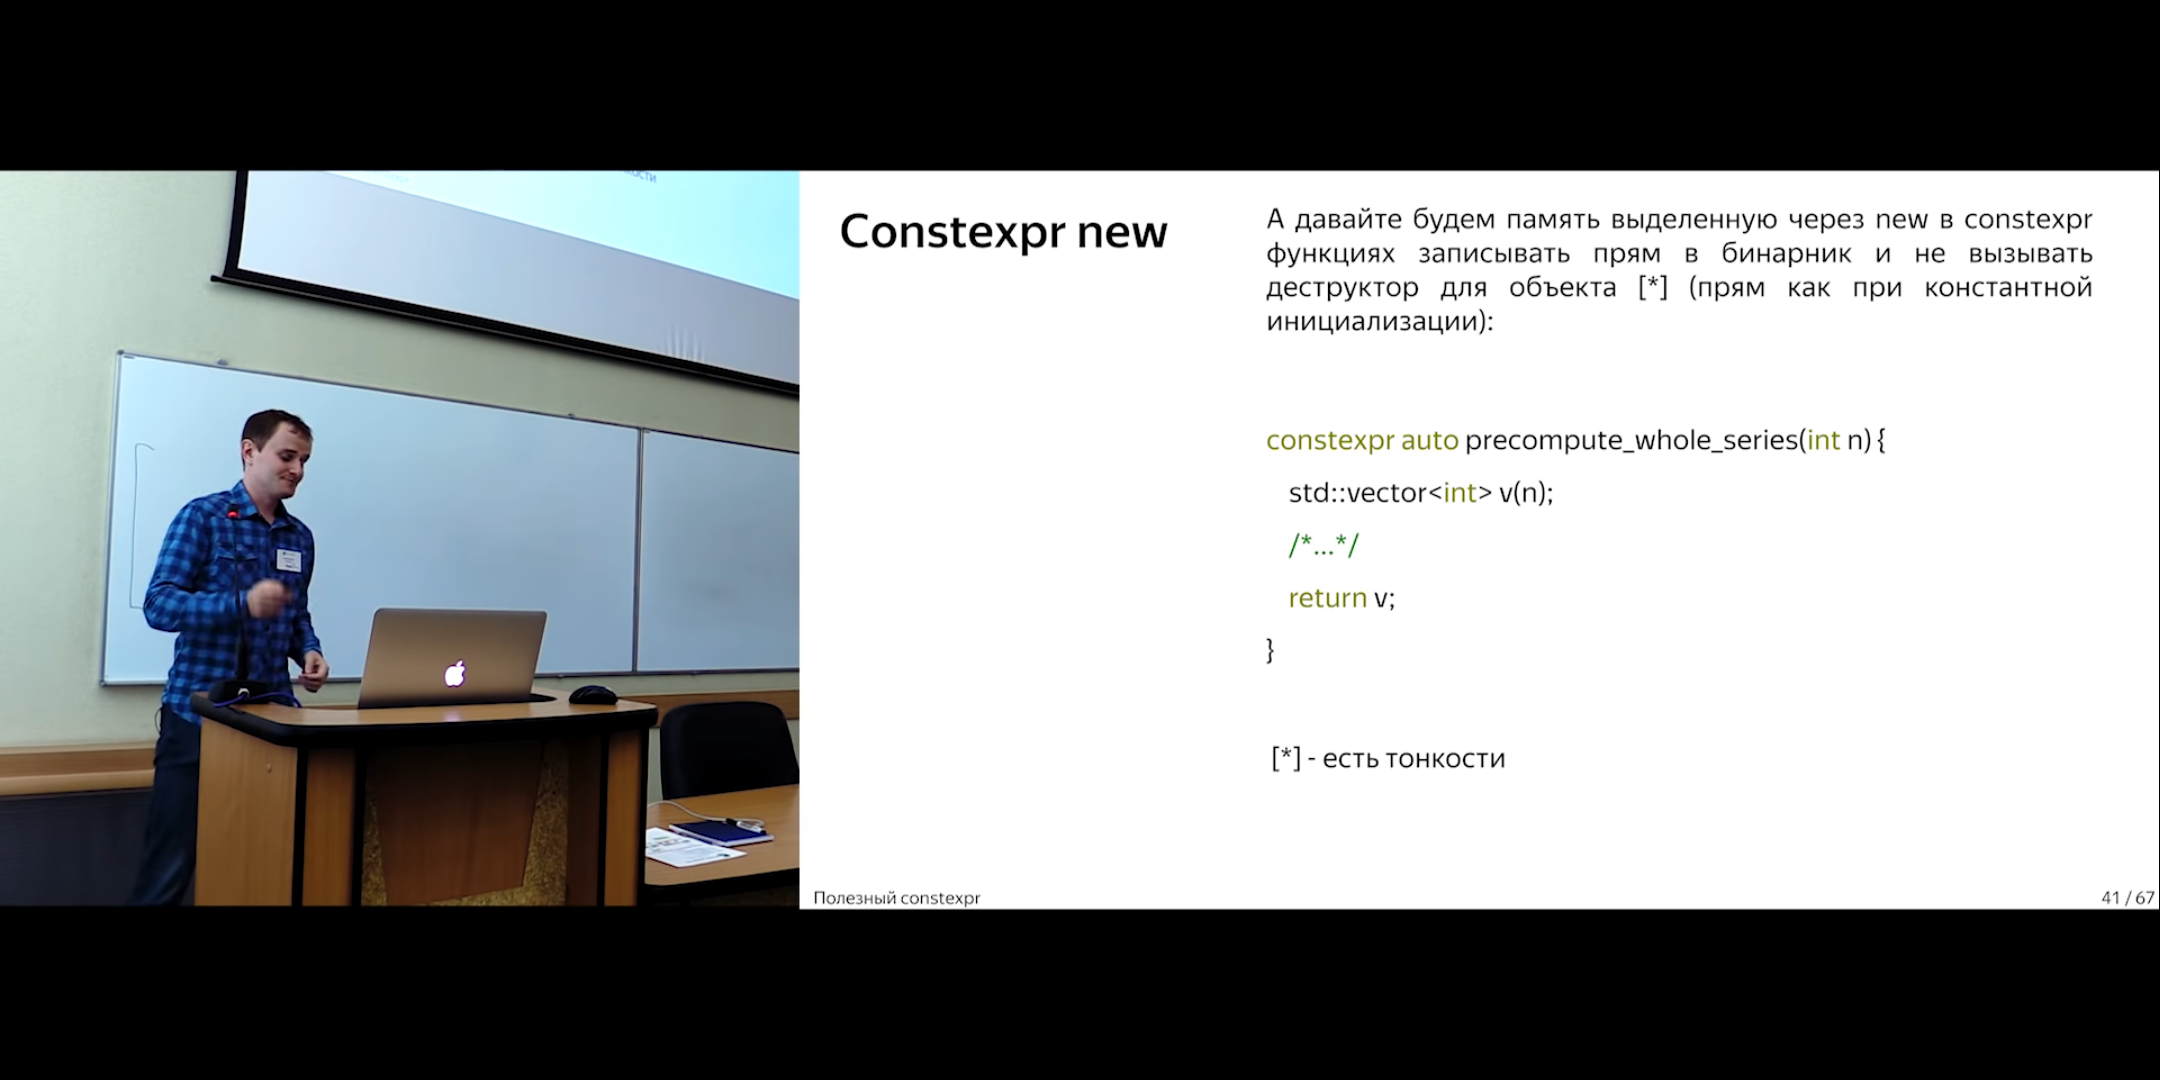 ости
Constexpr new
А давайте будем память выделенную через new в constexpr
функциях записывать прям в бинарник и не вызывать
деструктор для объекта [*] (прям как при константной
инициализации):
constexpr auto precompute_whole_series(int n) {
std::vector<int> v(n);
/*...*/
return v;
}
[*] - есть тонкости
Полезный constexpr
41 / 67